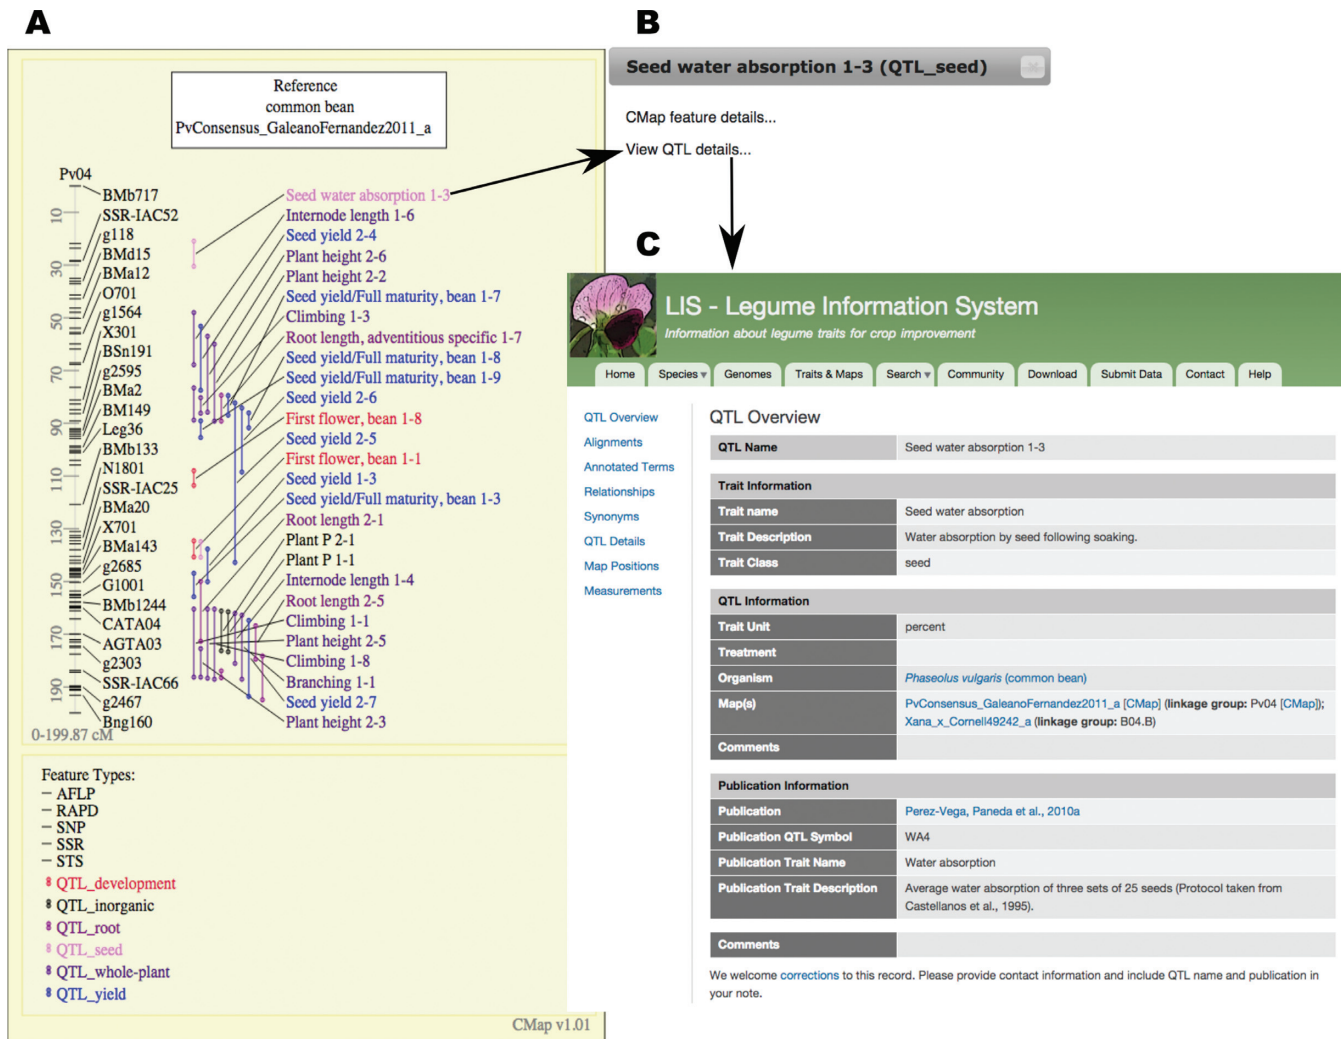 A
Reference
common bean
PvConsensus_GaleanoFernandez2011_a
Pv04
10
30
50
70
90
110
130
150
170
190
BMb717
SSR-IAC52
g118
BMd15
BMa12
O701
g1564
X301
BSn191
g2595
BMa2
BM149
Leg36
BMb133
N1801
SSR-IAC25
BMa20
X701
BMa143
g2685
G1001
BMb1244
CATA04
AGTA03
g2303
SSR-IAC66
g2467
Bng160
0-199.87 cM
Seed water absorption 1-3
Internode length 1-6
Seed yield 2-4
Plant height 2-6
Plant height 2-2
Seed yield/Full maturity, bean 1-7
Climbing 1-3
Root length, adventitious specific 1-7
Seed yield/Full maturity, bean 1-8
Seed yield/Full maturity, bean 1-9
Seed yield 2-6
First flower, bean 1-8
Seed yield 2-5
First flower, bean 1-1
Seed yield 1-3
Seed yield/Full maturity, bean 1-3
Root length 2-1
Plant P 2-1
Plant P 1-1
Internode length 1-4
Root length 2-5
Climbing 1-1
Plant height 2-5
Climbing 1-8
Branching 1-1
Seed yield 2-7
Plant height 2-3
Feature Types:
AFLP
RAPD
SNP
SSR
STS
QTL_development
QTL_inorganic
QTL_root
QTL_seed
QTL_whole-plant
QTL_yield
CMap v1.01
B
Seed water absorption 1-3 (QTL_seed)
CMap feature details...
View QTL details...
C
LIS - Legume Information System
Information about legume traits for crop improvement
Home Species Genomes Traits & Maps Search Community Download Submit Data Contact Help
QTL Overview
Alignments
Annotated Terms
Relationships
Synonyms
QTL Details
Map Positions
Measurements
QTL Overview
QTL Name Seed water absorption 1-3
Trait Information
Trait name Seed water absorption
Trait Description Water absorption by seed following soaking.
Trait Class seed
QTL Information
Trait Unit percent
Treatment
Organism Phaseolus vulgaris (common bean)
Map(s) PvConsensus_GaleanoFernandez2011_a [CMap] (linkage group: Pv04 [CMap]);
Xana_x_Cornell49242_a (linkage group: B04.B)
Comments
Publication Information
Publication Perez-Vega, Paneda et al., 2010a
Publication QTL Symbol WA4
Publication Trait Name Water absorption
Publication Trait Description Average water absorption of three sets of 25 seeds (Protocol taken from
Castellanos et al., 1995).
Comments
We welcome corrections to this record. Please provide contact information and include QTL name and publication in
your note.